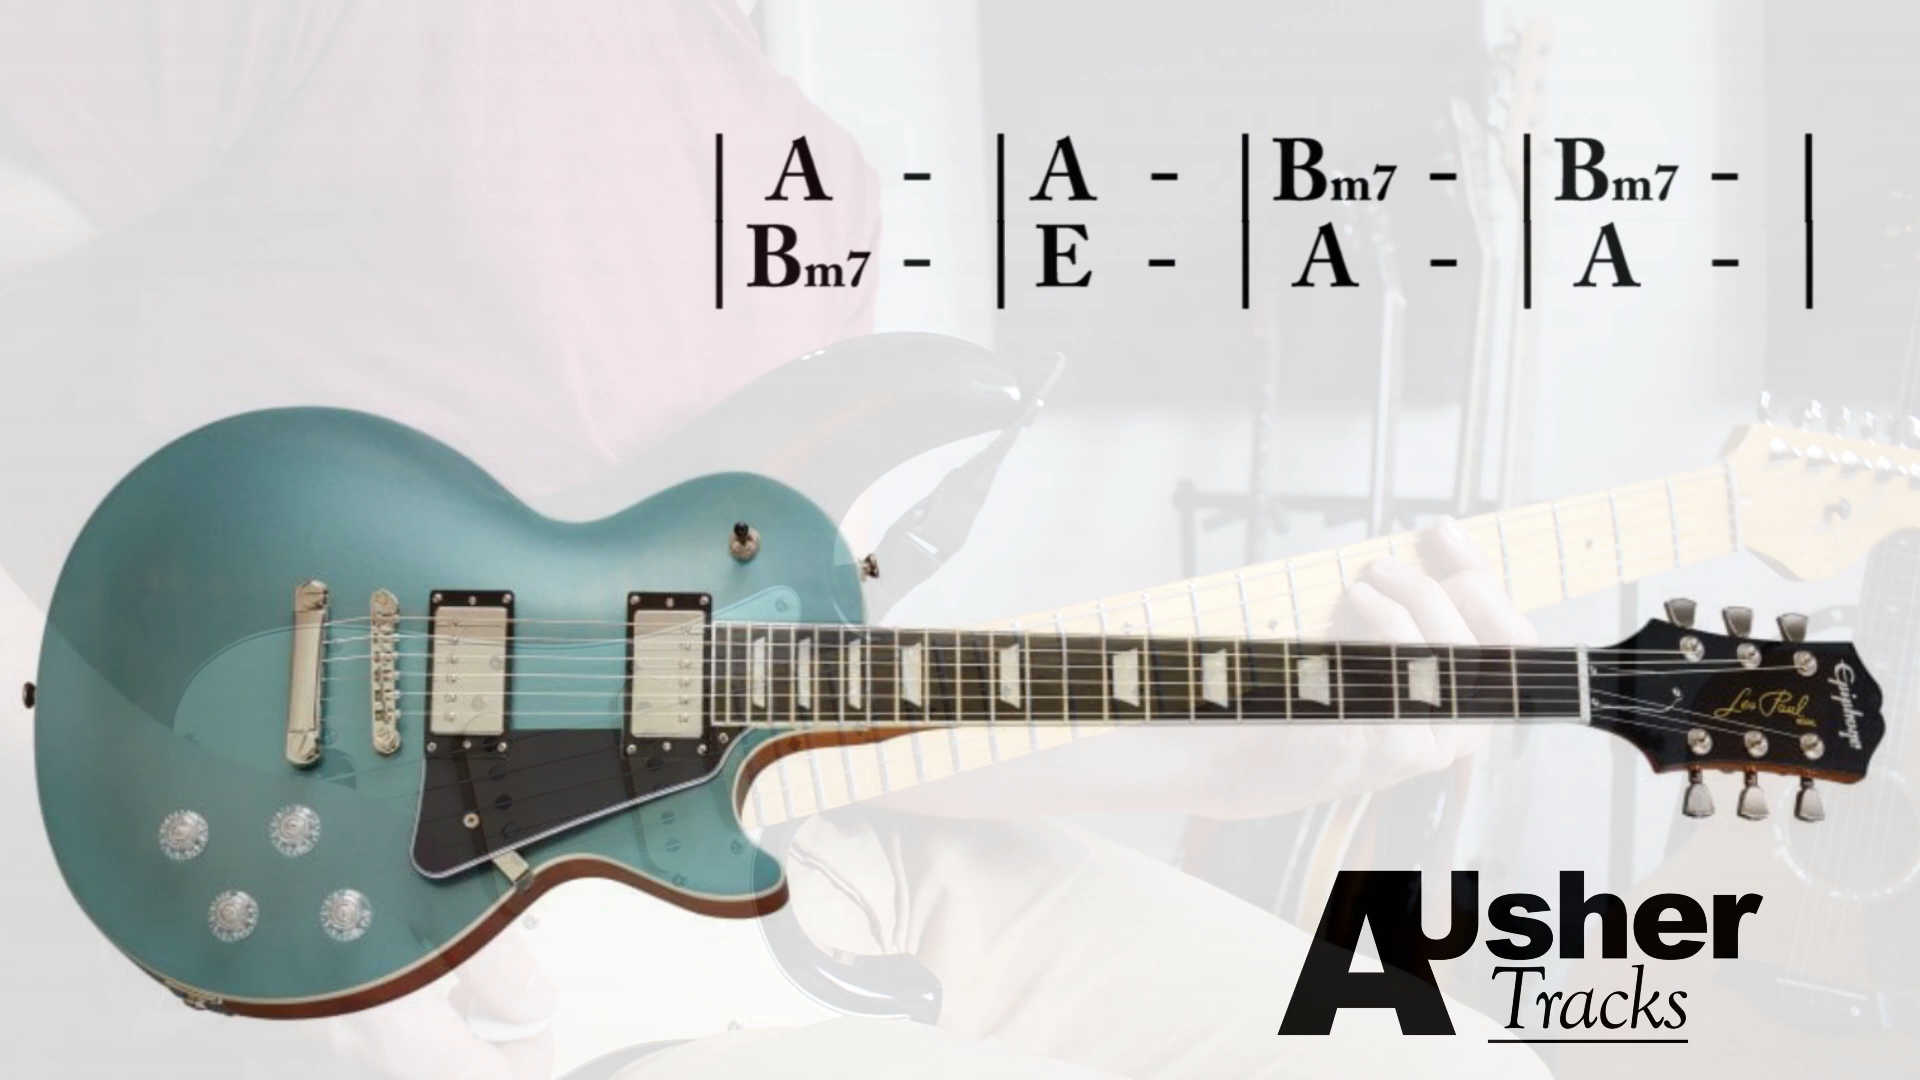 | A - | A - | Bm7 - | Bm7 - |
| Bm7 - | E - | A - | A - |
Les Paul
Epiphone
AUsher
Tracks